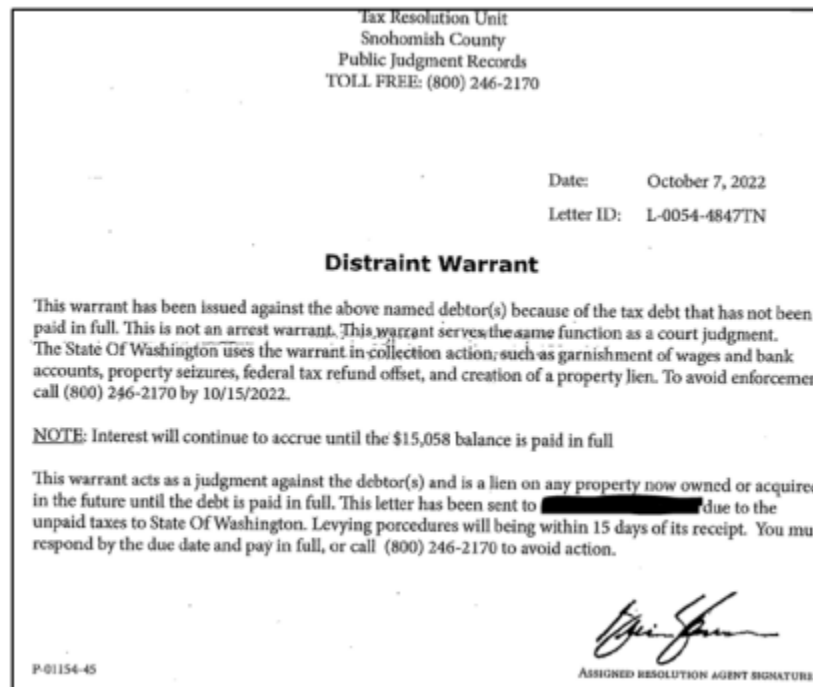 Tax Resolution Unit
Snohomish County
Public Judgment Records
TOLL FREE: (800) 246-2170
Date: October 7, 2022
Letter ID: L-0054-4847TN
Distraint Warrant
This warrant has been issued against the above named debtor(s) because of the tax debt that has not been
paid in full. This is not an arrest warrant. This warrant serves the same function as a court judgment.
The State Of Washington uses the warrant in collection action, such as garnishment of wages and bank
accounts, property seizures, federal tax refund offset, and creation of a property lien. To avoid enforcemen
call (800) 246-2170 by 10/15/2022.
NOTE: Interest will continue to accrue until the $15,058 balance is paid in full
This warrant acts as a judgment against the debtor(s) and is a lien on any property now owned or acquired
in the future until the debt is paid in full. This letter has been sent to due to the
unpaid taxes to State Of Washington. Levying porcedures will being within 15 days of its receipt. You mu
respond by the due date and pay in full, or call (800) 246-2170 to avoid action.
P-01154-45
ASSIGNED RESOLUTION AGENT SIGNATURE